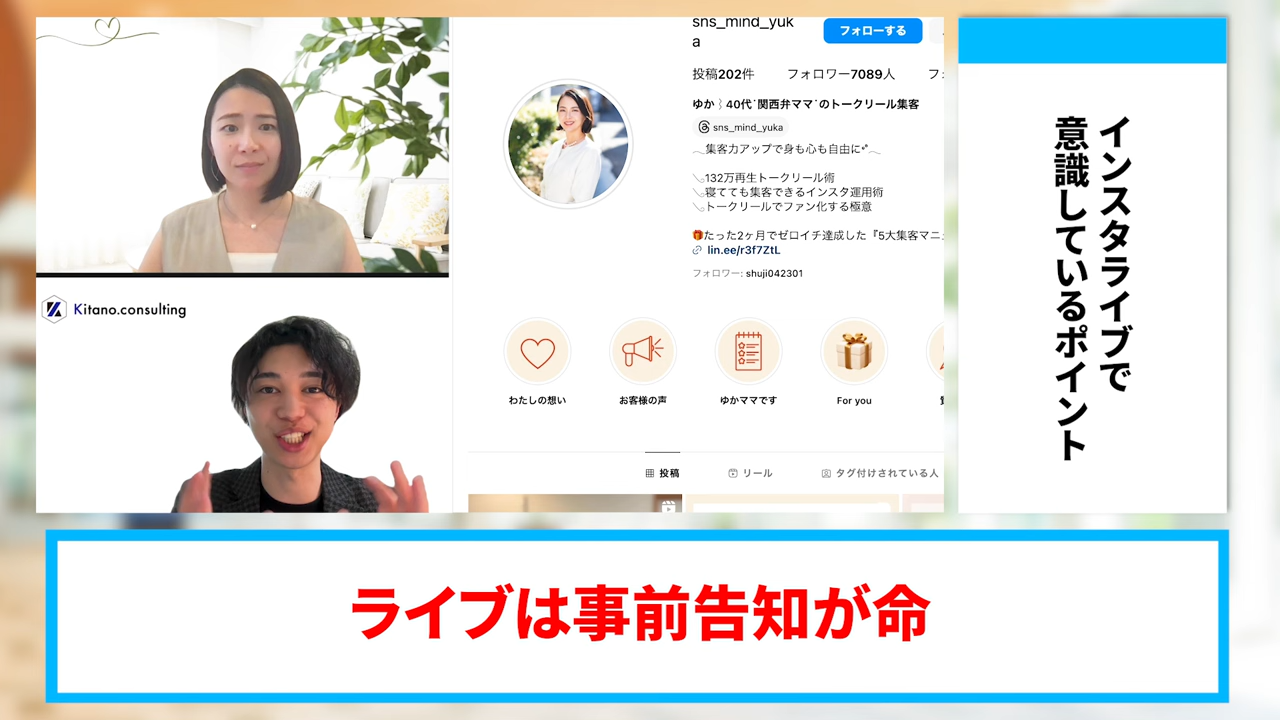 Kitano.consulting
sns_mind_yuk
a
フォローする
投稿202件 フォロワー7089人 フ
ゆか⌇40代˙関西弁ママ˙のトークリール集客
sns_mind_yuka
集客力アップで身も心も自由に
132万再生トークリール術
寝てても集客できるインスタ運用術
トークリールでファン化する極意
🎁たった2ヶ月でゼロイチ達成した『5大集客マニュ
lin.ee/r3f7ZtL
フォロワー: shuji042301
わたしの想い お客様の声 ゆかママです For you
投稿 リール タグ付けされている人
インスタライブで
意識しているポイント
ライブは事前告知が命